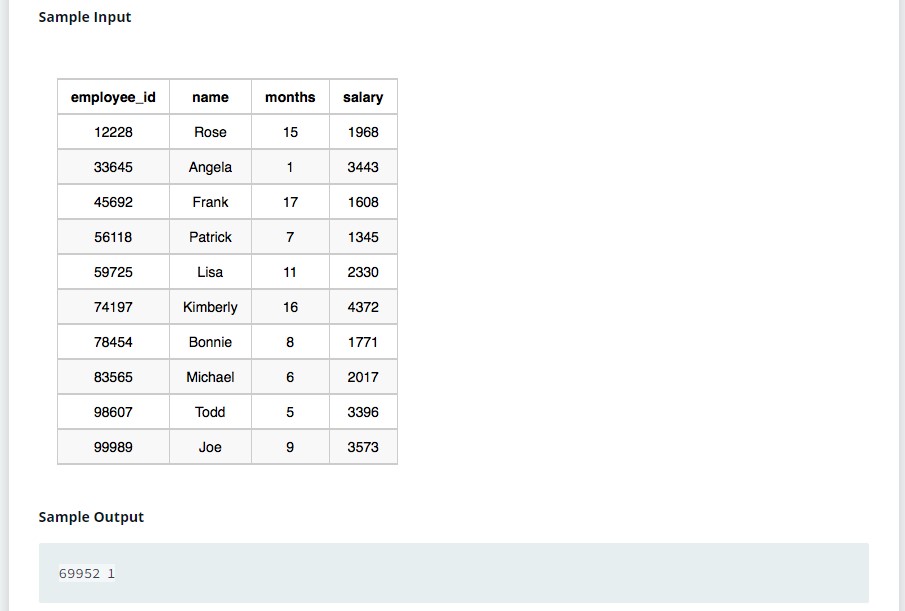 Sample Input
employee_id name months salary
12228 Rose 15 1968
33645 Angela 1 3443
45692 Frank 17 1608
56118 Patrick 7 1345
59725 Lisa 11 2330
74197 Kimberly 16 4372
78454 Bonnie 8 1771
83565 Michael 6 2017
98607 Todd 5 3396
99989 Joe 9 3573
Sample Output
69952 1